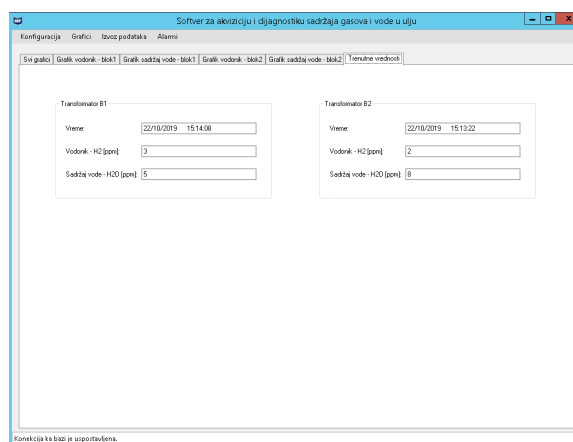 Softver za akviziciju i dijagnostiku sadržaja gasova i vode u ulju
Konfiguracija Grafici Izvoz podataka Alarmi
Svi grafici Grafik vodonik - blok1 Grafik sadržaj vode - blok1 Grafik vodonik - blok2 Grafik sadržaj vode - blok2 Trenutne vrednosti
Transformator B1
Vreme: 22/10/2019 15:14:08
Vodonik - H2 [ppm]: 3
Sadržaj vode - H2O [ppm]: 5
Transformator B2
Vreme: 22/10/2019 15:13:22
Vodonik - H2 [ppm]: 2
Sadržaj vode - H2O [ppm]: 8
Konekcija ka bazi je uspostavljena.